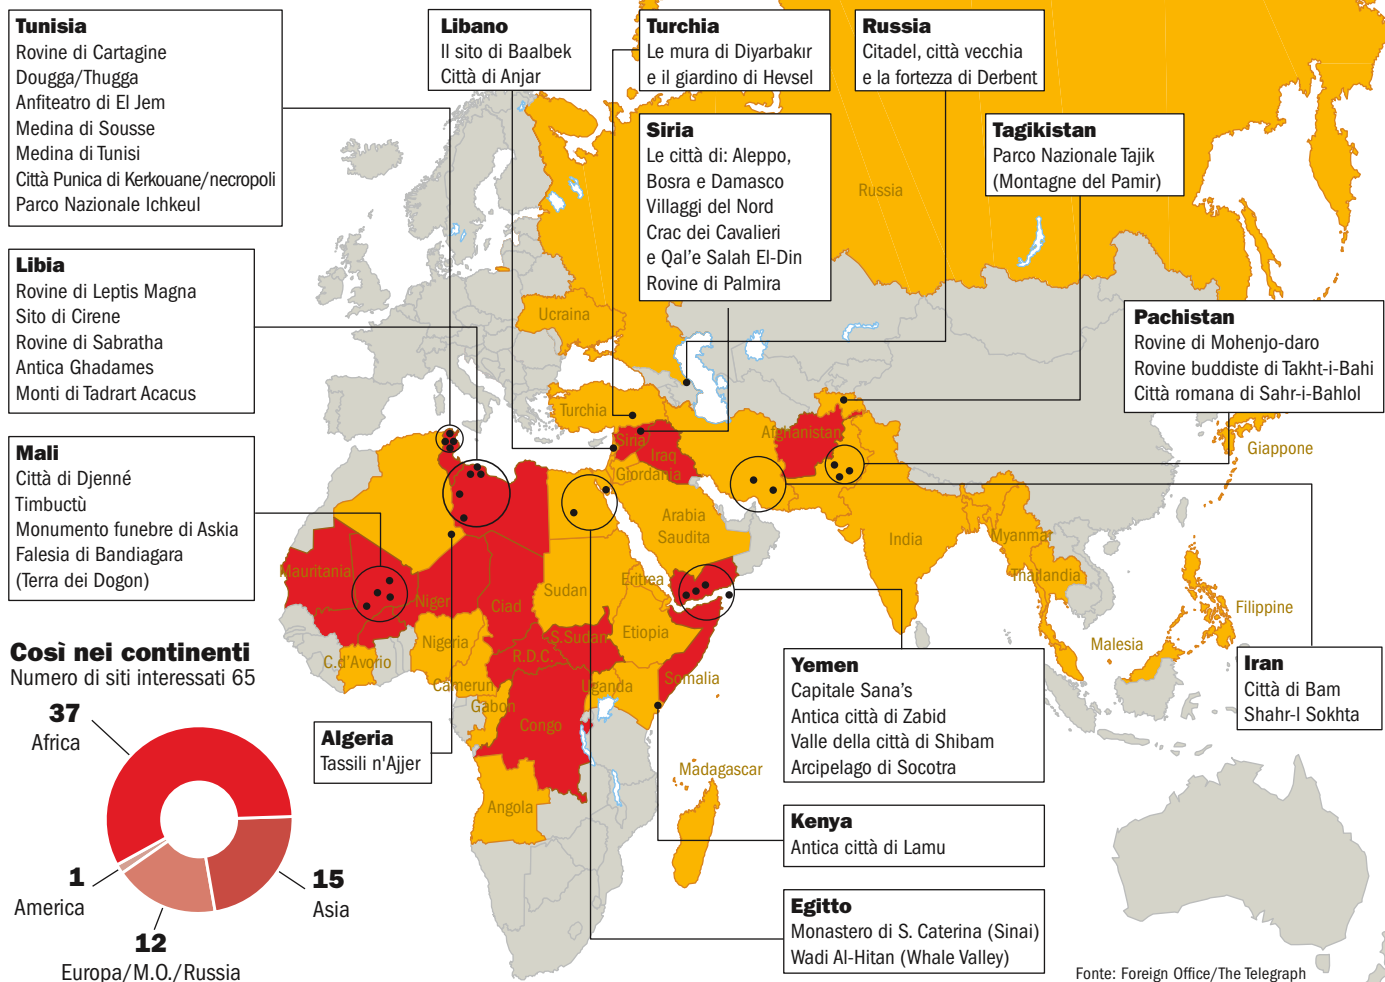 Tunisia
Rovine di Cartagine
Dougga/Thugga
Anfiteatro di El Jem
Medina di Sousse
Medina di Tunisi
Città Punica di Kerkouane/necropoli
Parco Nazionale Ichkeul
Libano
Il sito di Baalbek
Città di Anjar
Turchia
Le mura di Diyarbakır
e il giardino di Hevsel
Russia
Citadel, città vecchia
e la fortezza di Derbent
Siria
Le città di: Aleppo,
Bosra e Damasco
Villaggi del Nord
Crac dei Cavalieri
e Qal'e Salah El-Din
Rovine di Palmira
Tagikistan
Parco Nazionale Tajik
(Montagne del Pamir)
Libia
Rovine di Leptis Magna
Sito di Cirene
Rovine di Sabratha
Antica Ghadames
Monti di Tadrart Acacus
Pachistan
Rovine di Mohenjo-daro
Rovine buddiste di Takht-i-Bahi
Città romana di Sahr-i-Bahlol
Mali
Città di Djenné
Timbuctù
Monumento funebre di Askia
Falesia di Bandiagara
(Terra dei Dogon)
Russia
Ucraina
Turchia
Siria
Iraq
Giordania
Afghanistan
Giappone
Arabia
Saudita
India
Myanmar
Thailandia
Filippine
Malesia
Mauritania
Niger
Ciad
Sudan
Eritrea
Etiopia
Nigeria
S.Sudan
R.D.C.
C.d'Avorio
Camerun
Gabon
Uganda
Somalia
Congo
Angola
Madagascar
Così nei continenti
Numero di siti interessati 65
37
Africa
1
America
12
Europa/M.O./Russia
15
Asia
Algeria
Tassili n'Ajjer
Yemen
Capitale Sana's
Antica città di Zabid
Valle della città di Shibam
Arcipelago di Socotra
Iran
Città di Bam
Shahr-I Sokhta
Kenya
Antica città di Lamu
Egitto
Monastero di S. Caterina (Sinai)
Wadi Al-Hitan (Whale Valley)
Fonte: Foreign Office/The Telegraph